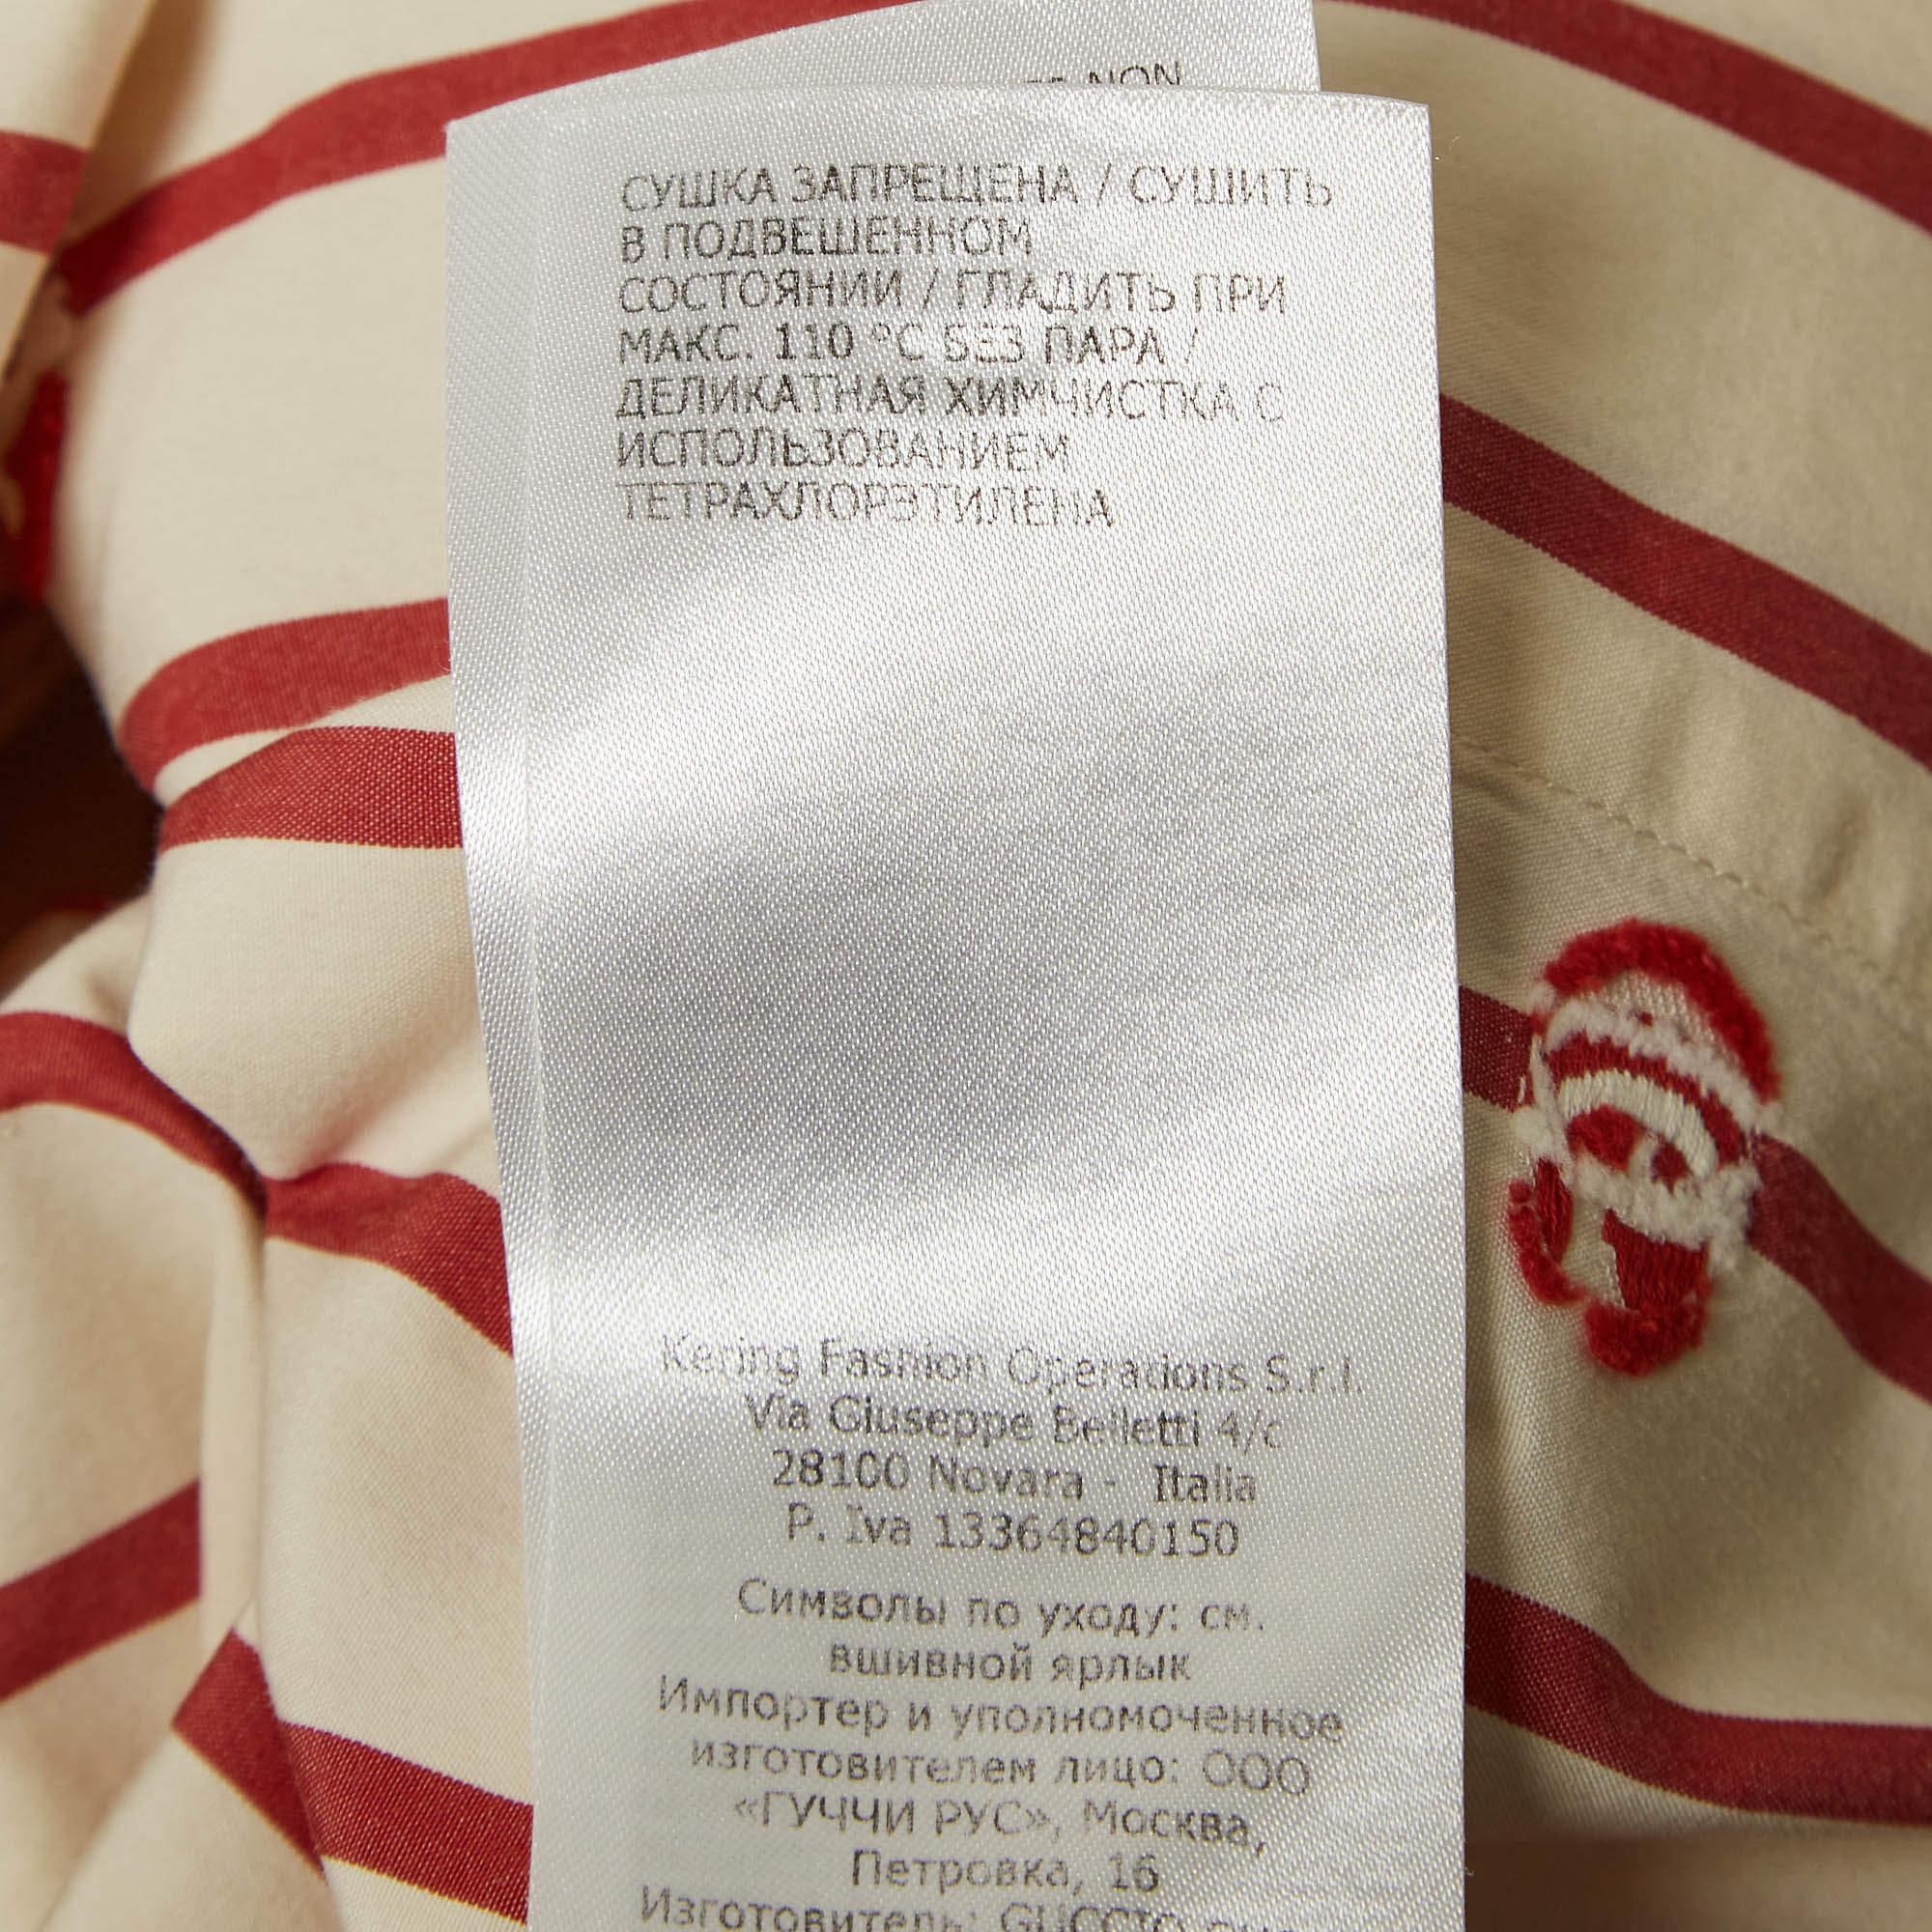 NON
СУШКА ЗАПРЕЩЕНА / СУШИТЬ
В ПОДВЕШЕННОМ
СОСТОЯНИИ / ГЛАДИТЬ ПРИ
МАКС. 110 °C БЕЗ ПАРА /
ДЕЛИКАТНАЯ ХИМЧИСТКА С
ИСПОЛЬЗОВАНИЕМ
ТЕТРАХЛОРЭТИЛЕНА
Kering Fashion Operations S.r.l.
Via Giuseppe Belletti 4/c
28100 Novara - Italia
P. Iva 13364840150
Символы по уходу: см.
вшивной ярлык
Импортер и уполномоченное
изготовителем лицо: ООО
«ГУЧЧИ РУС», Москва,
Петровка, 16
Изготовитель: GUCCIO